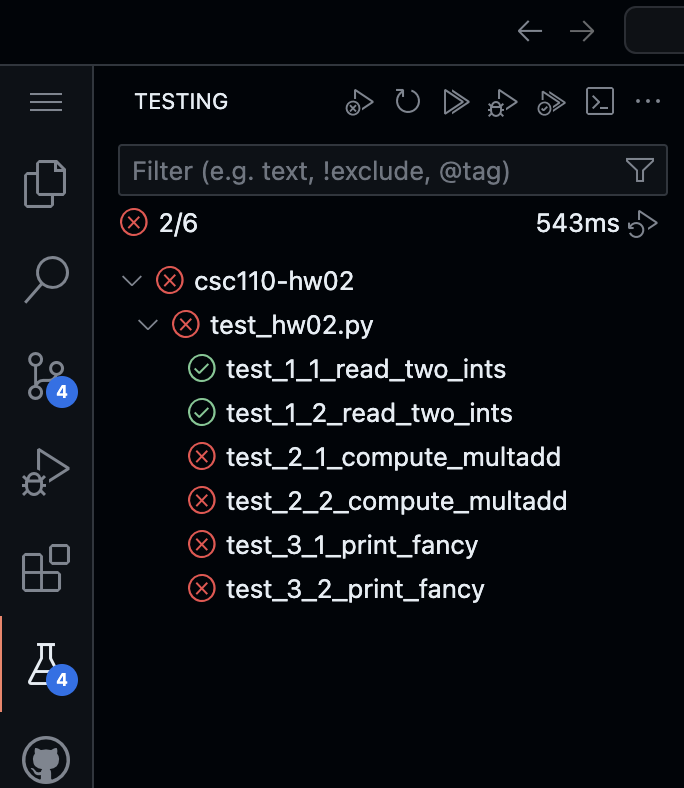 TESTING
Filter (e.g. text, !exclude, @tag)
2/6 543ms
csc110-hw02
test_hw02.py
test_1_1_read_two_ints
4
test_1_2_read_two_ints
test_2_1_compute_multadd
test_2_2_compute_multadd
test_3_1_print_fancy
test_3_2_print_fancy
4